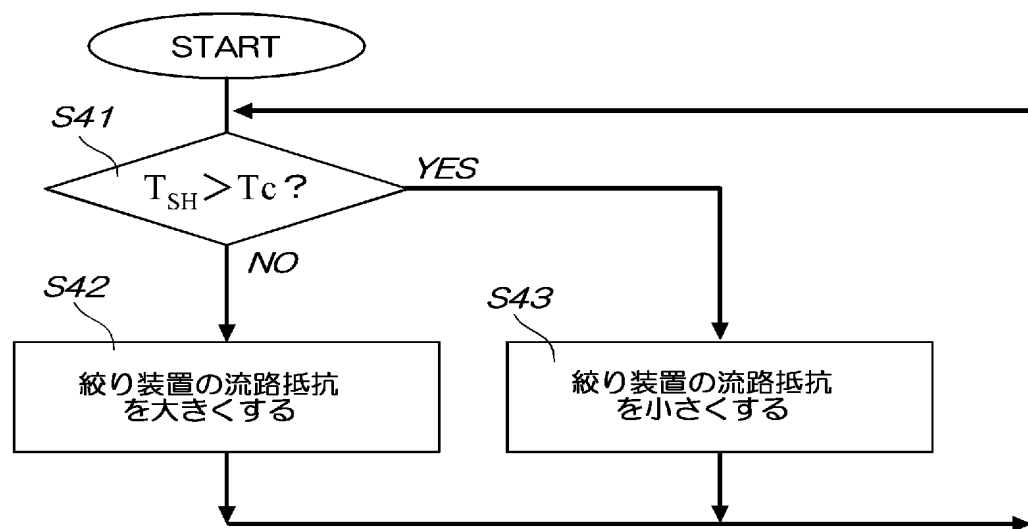 START
S41
T_SH＞Tc？
YES
NO
S42
S43
絞り装置の流路抵抗
を大きくする
絞り装置の流路抵抗
を小さくする